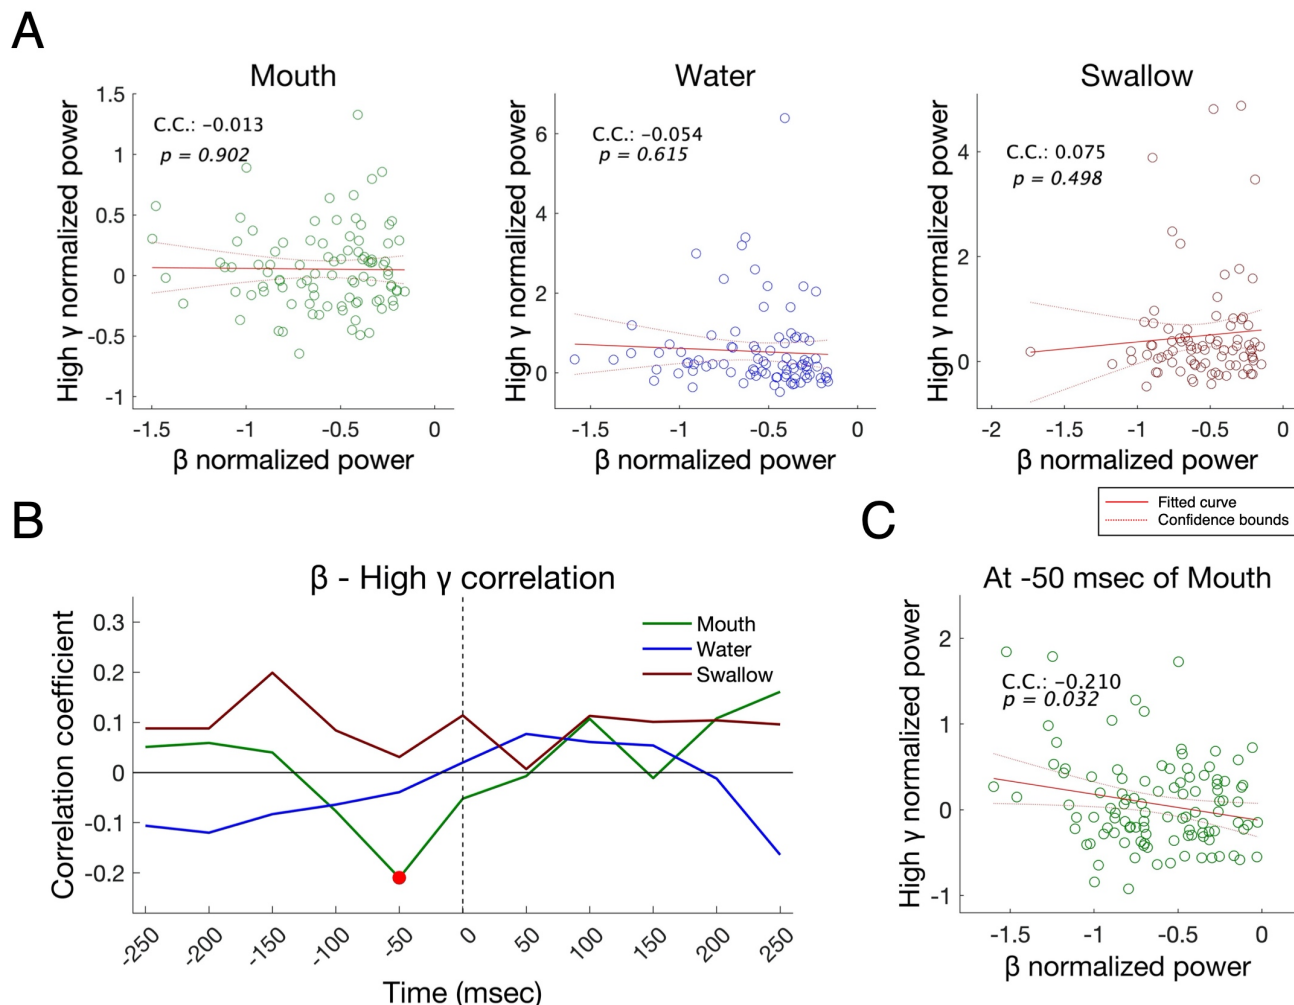 A
Mouth
High γ normalized power
1.5
1
0.5
0
-0.5
-1
C.C.: −0.013
p = 0.902
-1.5
-1
-0.5
0
β normalized power
Water
High γ normalized power
6
4
2
0
C.C.: −0.054
p = 0.615
-1.5
-1
-0.5
0
β normalized power
Swallow
High γ normalized power
4
2
0
C.C.: 0.075
p = 0.498
-2
-1.5
-1
-0.5
0
β normalized power
Fitted curve
Confidence bounds
B
β - High γ correlation
Correlation coefficient
0.3
0.2
0.1
0
-0.1
-0.2
Mouth
Water
Swallow
-250
-200
-150
-100
-50
0
50
100
150
200
250
Time (msec)
C
At -50 msec of Mouth
High γ normalized power
2
1
0
-1
C.C.: −0.210
p = 0.032
-1.5
-1
-0.5
0
β normalized power